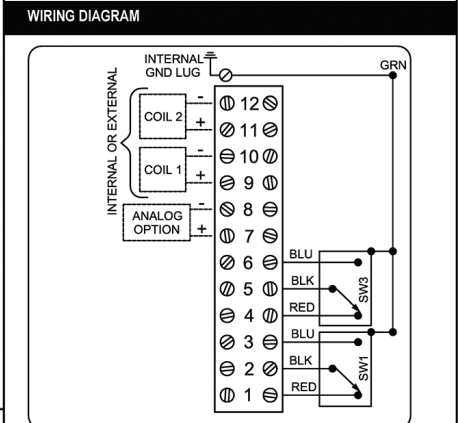 WIRING DIAGRAM
INTERNAL
GND LUG
GRN
INTERNAL OR EXTERNAL
COIL 2
-
+
COIL 1
-
+
ANALOG
OPTION
-
+
12
11
10
9
8
7
6
5
4
3
2
1
BLU
BLK
RED
SW3
BLU
BLK
RED
SW1